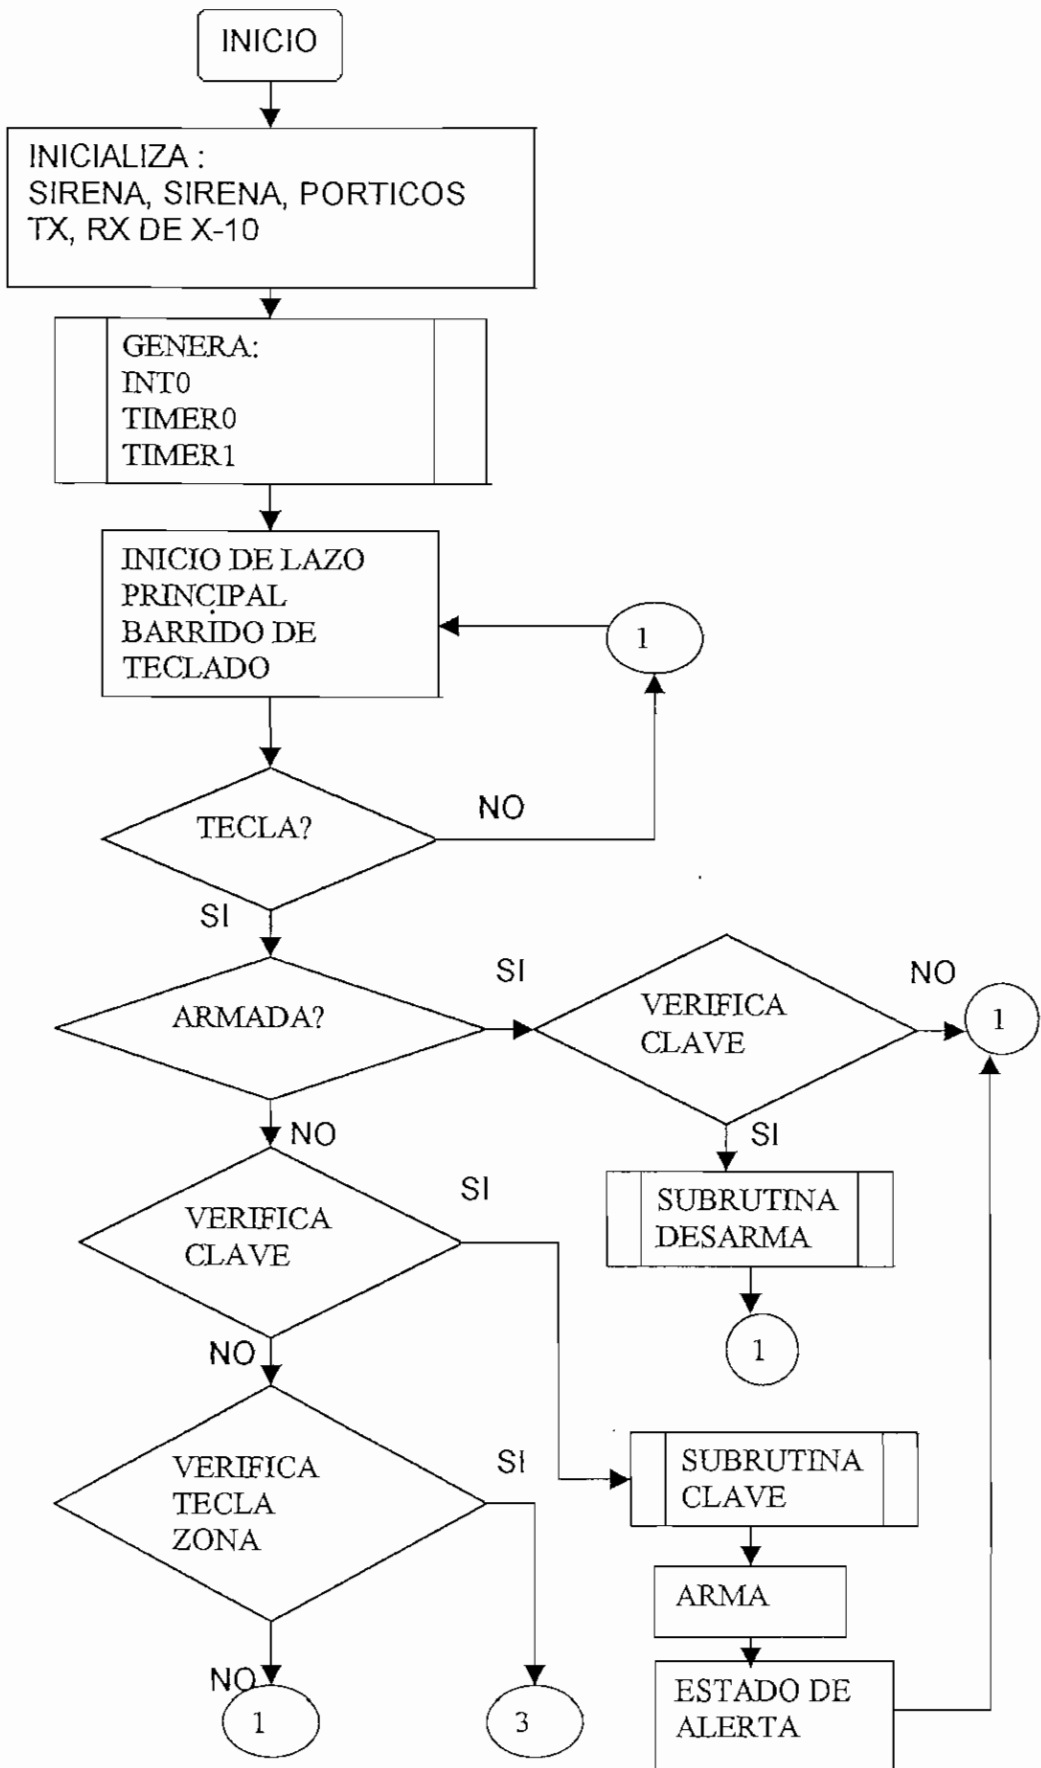 INICIO
INICIALIZA :
SIRENA, SIRENA, PORTICOS
TX, RX DE X-10
GENERA:
INT0
TIMER0
TIMER1
INICIO DE LAZO
PRINCIPAL
BARRIDO DE
TECLADO
1
TECLA?
NO
SI
ARMADA?
SI
VERIFICA
CLAVE
NO
1
NO
SI
SUBRUTINA
DESARMA
1
VERIFICA
CLAVE
SI
NO
VERIFICA
TECLA
ZONA
SI
SUBRUTINA
CLAVE
ARMA
ESTADO DE
ALERTA
NO
1
3